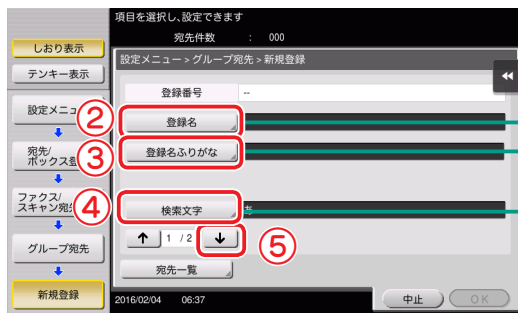 項目を選択し、設定できます
宛先件数 : 000
しおり表示
テンキー表示
設定メニュー > グループ宛先 > 新規登録
登録番号 --
設定メニ
② 登録名
宛先/
ボックス登
③ 登録名ふりがな
ファクス/
スキャン宛
④ 検索文字
↑ 1 / 2 ↓ ⑤
グループ宛先
宛先一覧
新規登録
2016/02/04 06:37
中止 OK